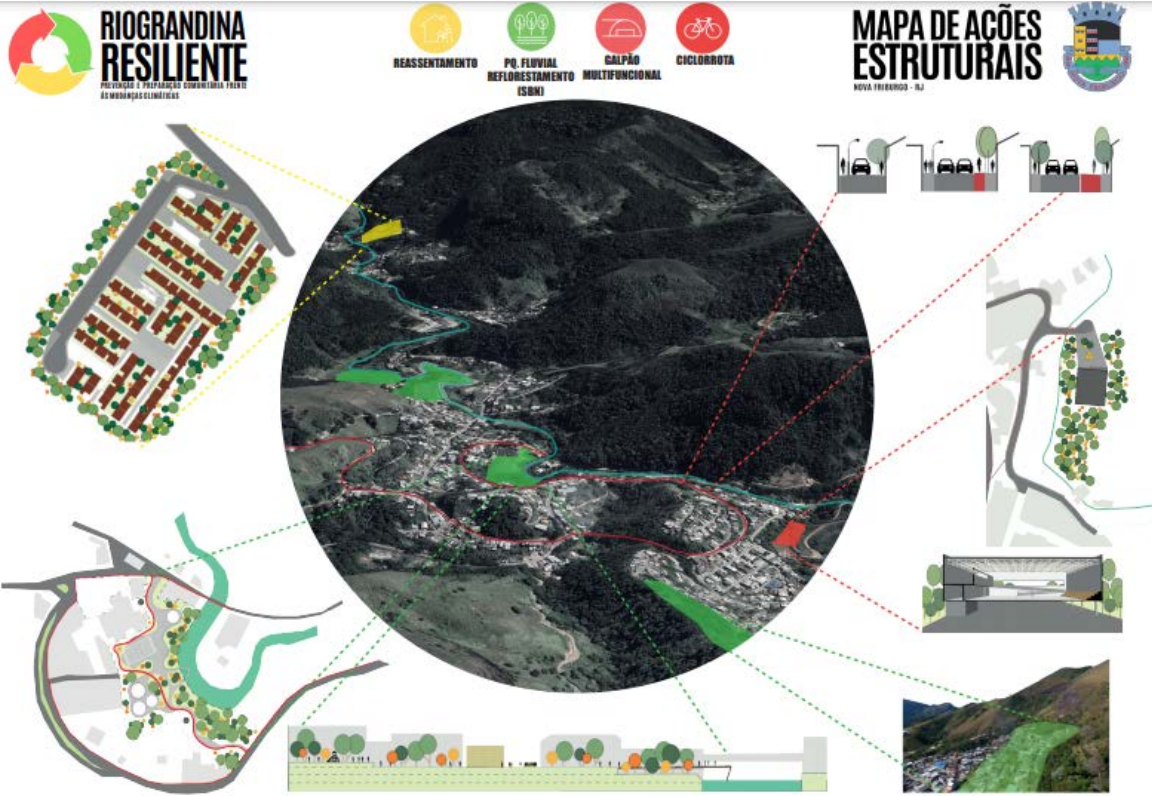 RIOGRANDINA
RESILIENTE
PREVENÇÃO E PREPARAÇÃO COMUNITÁRIA FRENTE
ÀS MUDANÇAS CLIMÁTICAS
REASSENTAMENTO
PQ. FLUVIAL
REFLORESTAMENTO
(SBN)
GALPÃO
MULTIFUNCIONAL
CICLORROTA
MAPA DE AÇÕES
ESTRUTURAIS
NOVA FRIBURGO - RJ